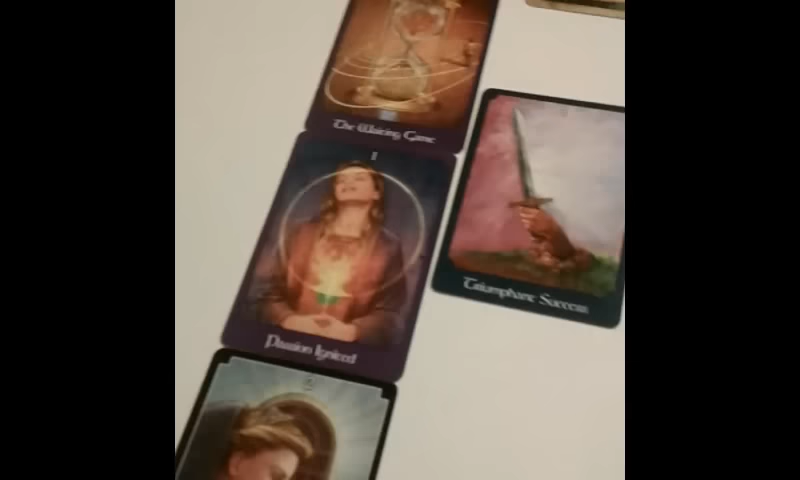 The Waiting Game
I
Passion Ignited
Triumphant Success